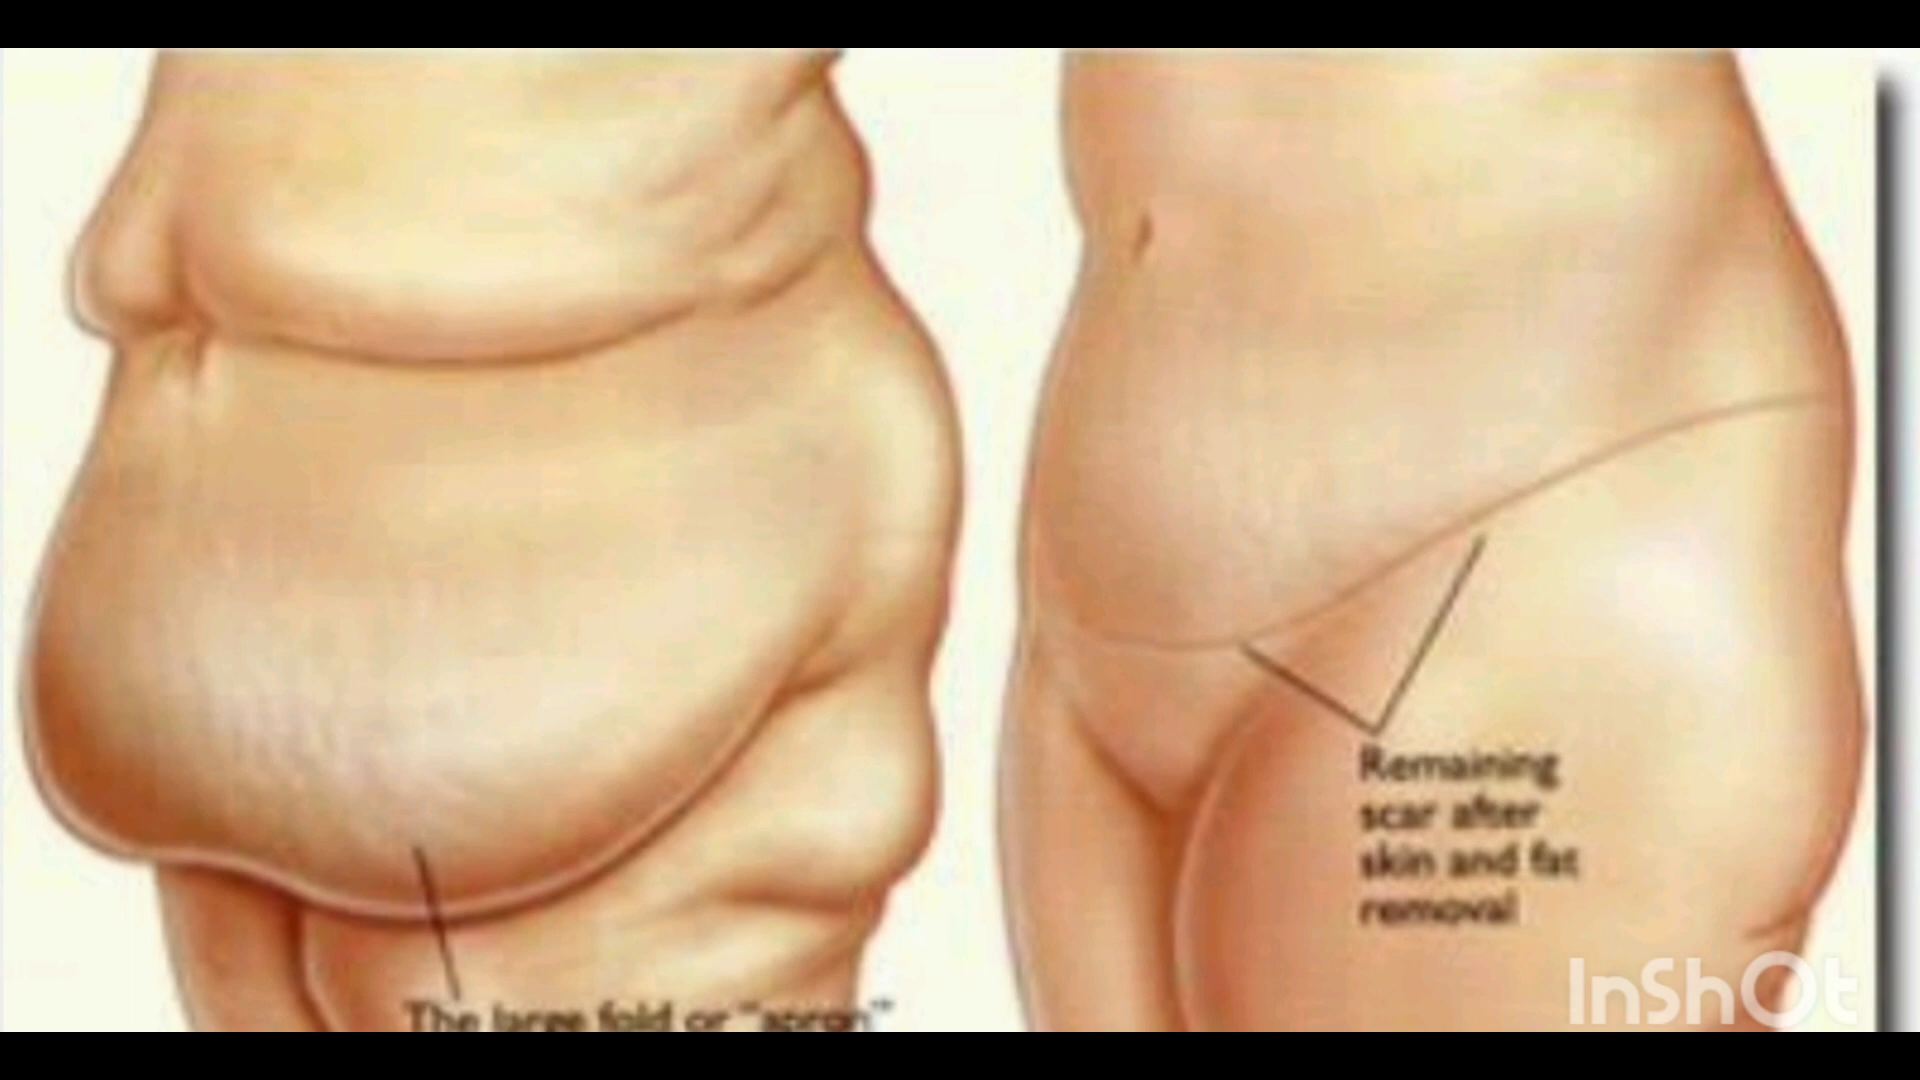 Remaining
scar after
skin and fat
removal
The large fold or "apron"
InShOt